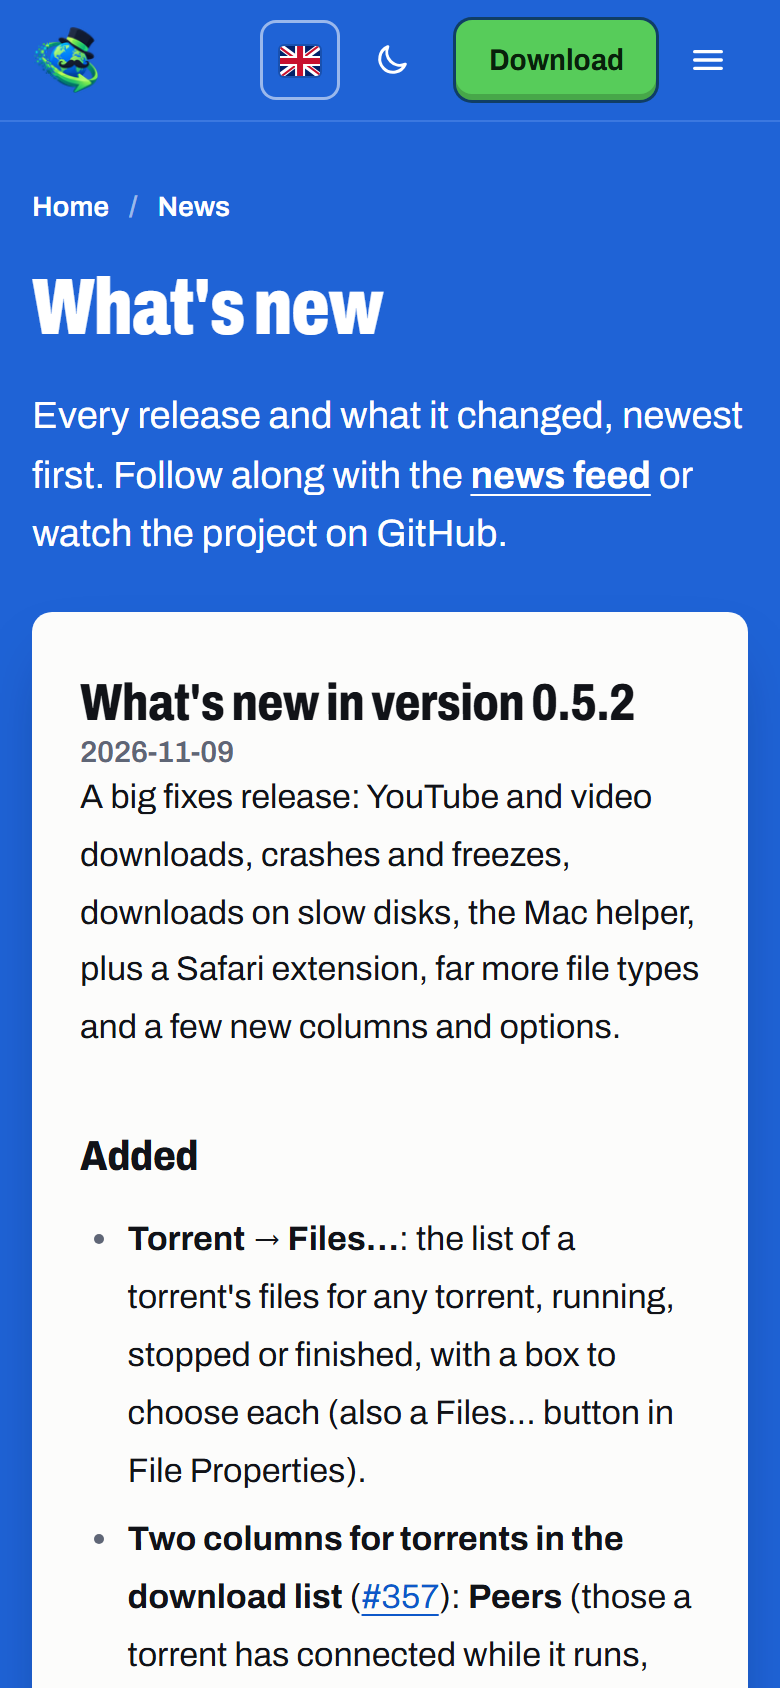 Download
Home / News
What's new
Every release and what it changed, newest
first. Follow along with the news feed or
watch the project on GitHub.
What's new in version 0.5.2
2026-11-09
A big fixes release: YouTube and video
downloads, crashes and freezes,
downloads on slow disks, the Mac helper,
plus a Safari extension, far more file types
and a few new columns and options.
Added
• Torrent → Files...: the list of a
torrent's files for any torrent, running,
stopped or finished, with a box to
choose each (also a Files... button in
File Properties).
• Two columns for torrents in the
download list (#357): Peers (those a
torrent has connected while it runs,